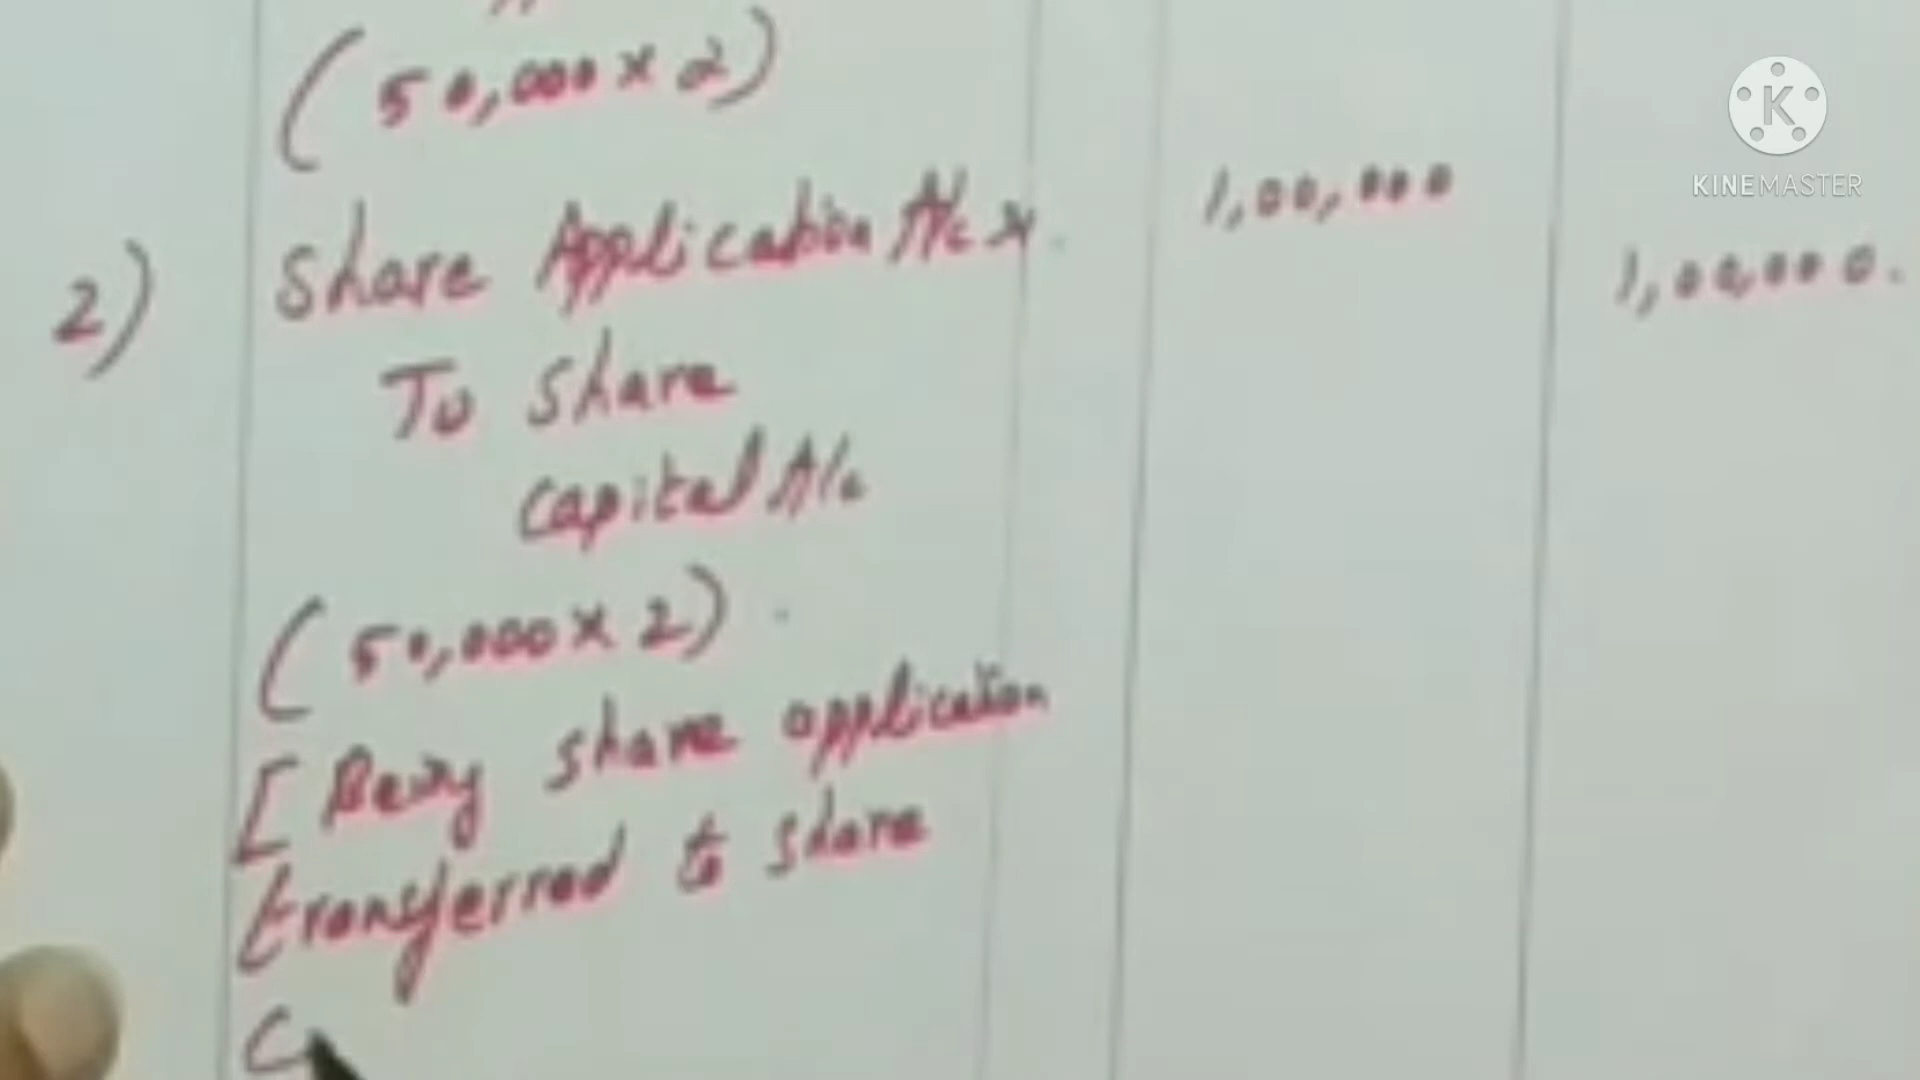 (50,000 x 2)
2) Share Application A/c Dr 1,00,000
To Share 1,00,000.
capital A/c
(50,000 x 2)
[Being share application
transferred to share
C
K
KINEMASTER